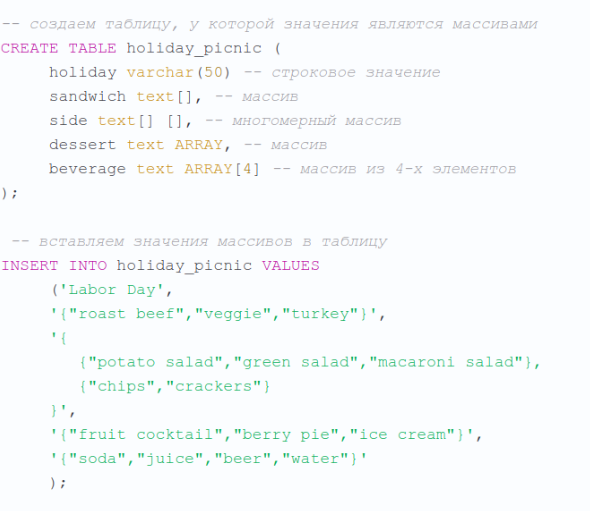 -- создаем таблицу, у которой значения являются массивами
CREATE TABLE holiday_picnic (
holiday varchar(50) -- строковое значение
sandwich text[], -- массив
side text[] [], -- многомерный массив
dessert text ARRAY, -- массив
beverage text ARRAY[4] -- массив из 4-х элементов
);
-- вставляем значения массивов в таблицу
INSERT INTO holiday_picnic VALUES
('Labor Day',
'{"roast beef","veggie","turkey"}',
'{
{"potato salad","green salad","macaroni salad"},
{"chips","crackers"}
}',
'{"fruit cocktail","berry pie","ice cream"}',
'{"soda","juice","beer","water"}'
);